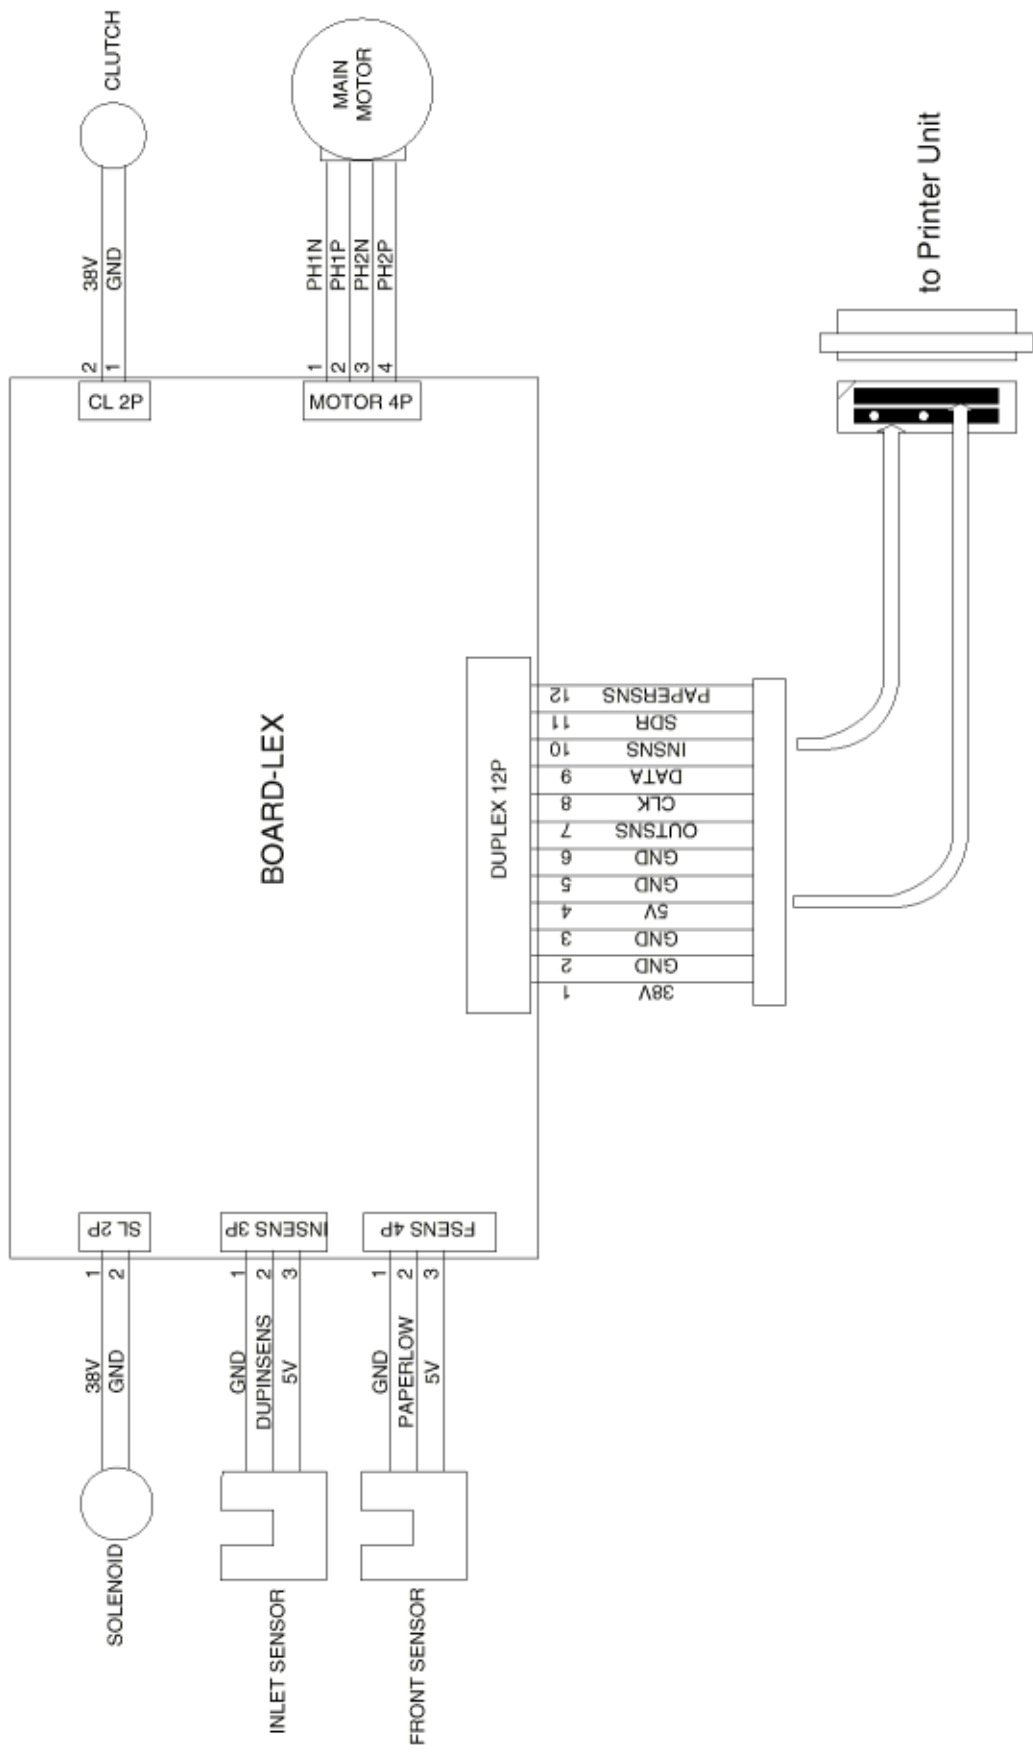 CLUTCH
38V
GND
2
1
CL 2P
MAIN
MOTOR
PH1N
PH1P
PH2N
PH2P
1
2
3
4
MOTOR 4P
to Printer Unit
BOARD-LEX
DUPLEX 12P
12 PAPERSNS
11 SDR
10 INSNS
9 DATA
8 CLK
7 OUTSNS
6 GND
5 GND
4 5V
3 GND
2 GND
1 38V
SL 2P
1
2
38V
GND
SOLENOID
INSENS 3P
1
2
3
GND
DUPINSENS
5V
INLET SENSOR
FSENS 4P
1
2
3
GND
PAPERLOW
5V
FRONT SENSOR